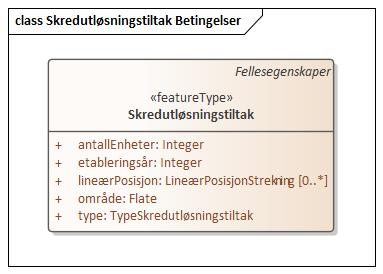 class Skredutløsningstiltak Betingelser
Fellesegenskaper
«featureType»
Skredutløsningstiltak
+ antallEnheter: Integer
+ etableringsår: Integer
+ lineærPosisjon: LineærPosisjonStrekning [0..*]
+ område: Flate
+ type: TypeSkredutløsningstiltak